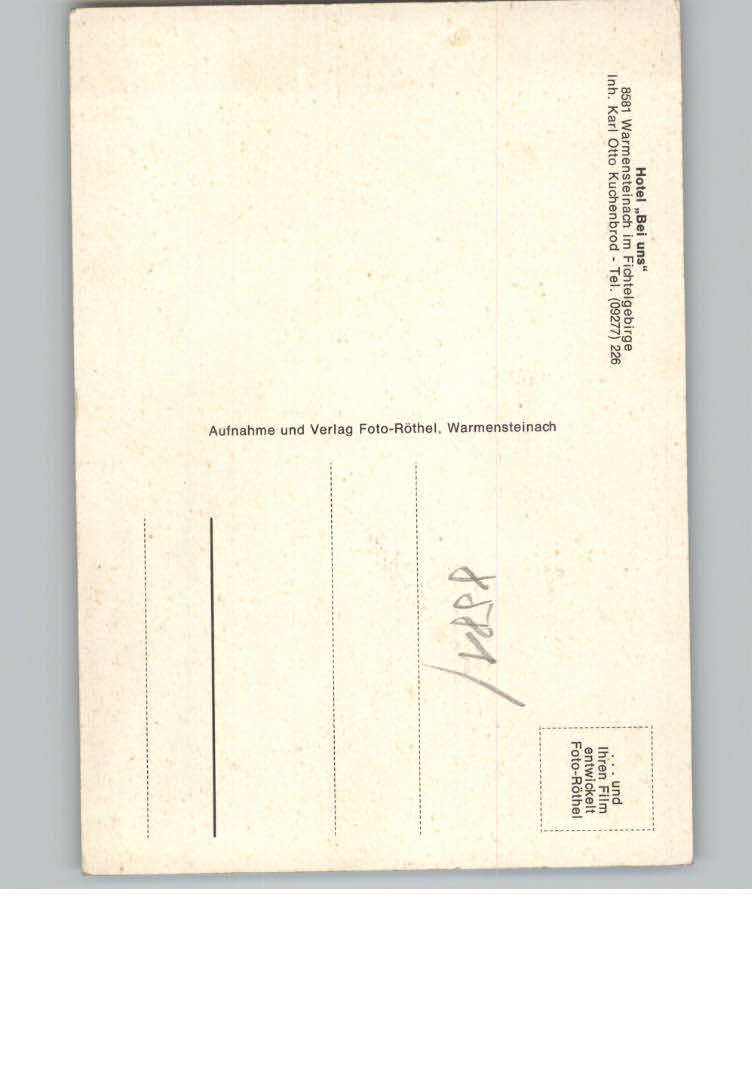 Hotel „Bei uns“
8581 Warmensteinach im Fichtelgebirge
Inh. Karl Otto Kuchenbrod - Tel. (09277) 226
Aufnahme und Verlag Foto-Röthel, Warmensteinach
. . . und
Ihren Film
entwickelt
Foto-Röthel
8581/